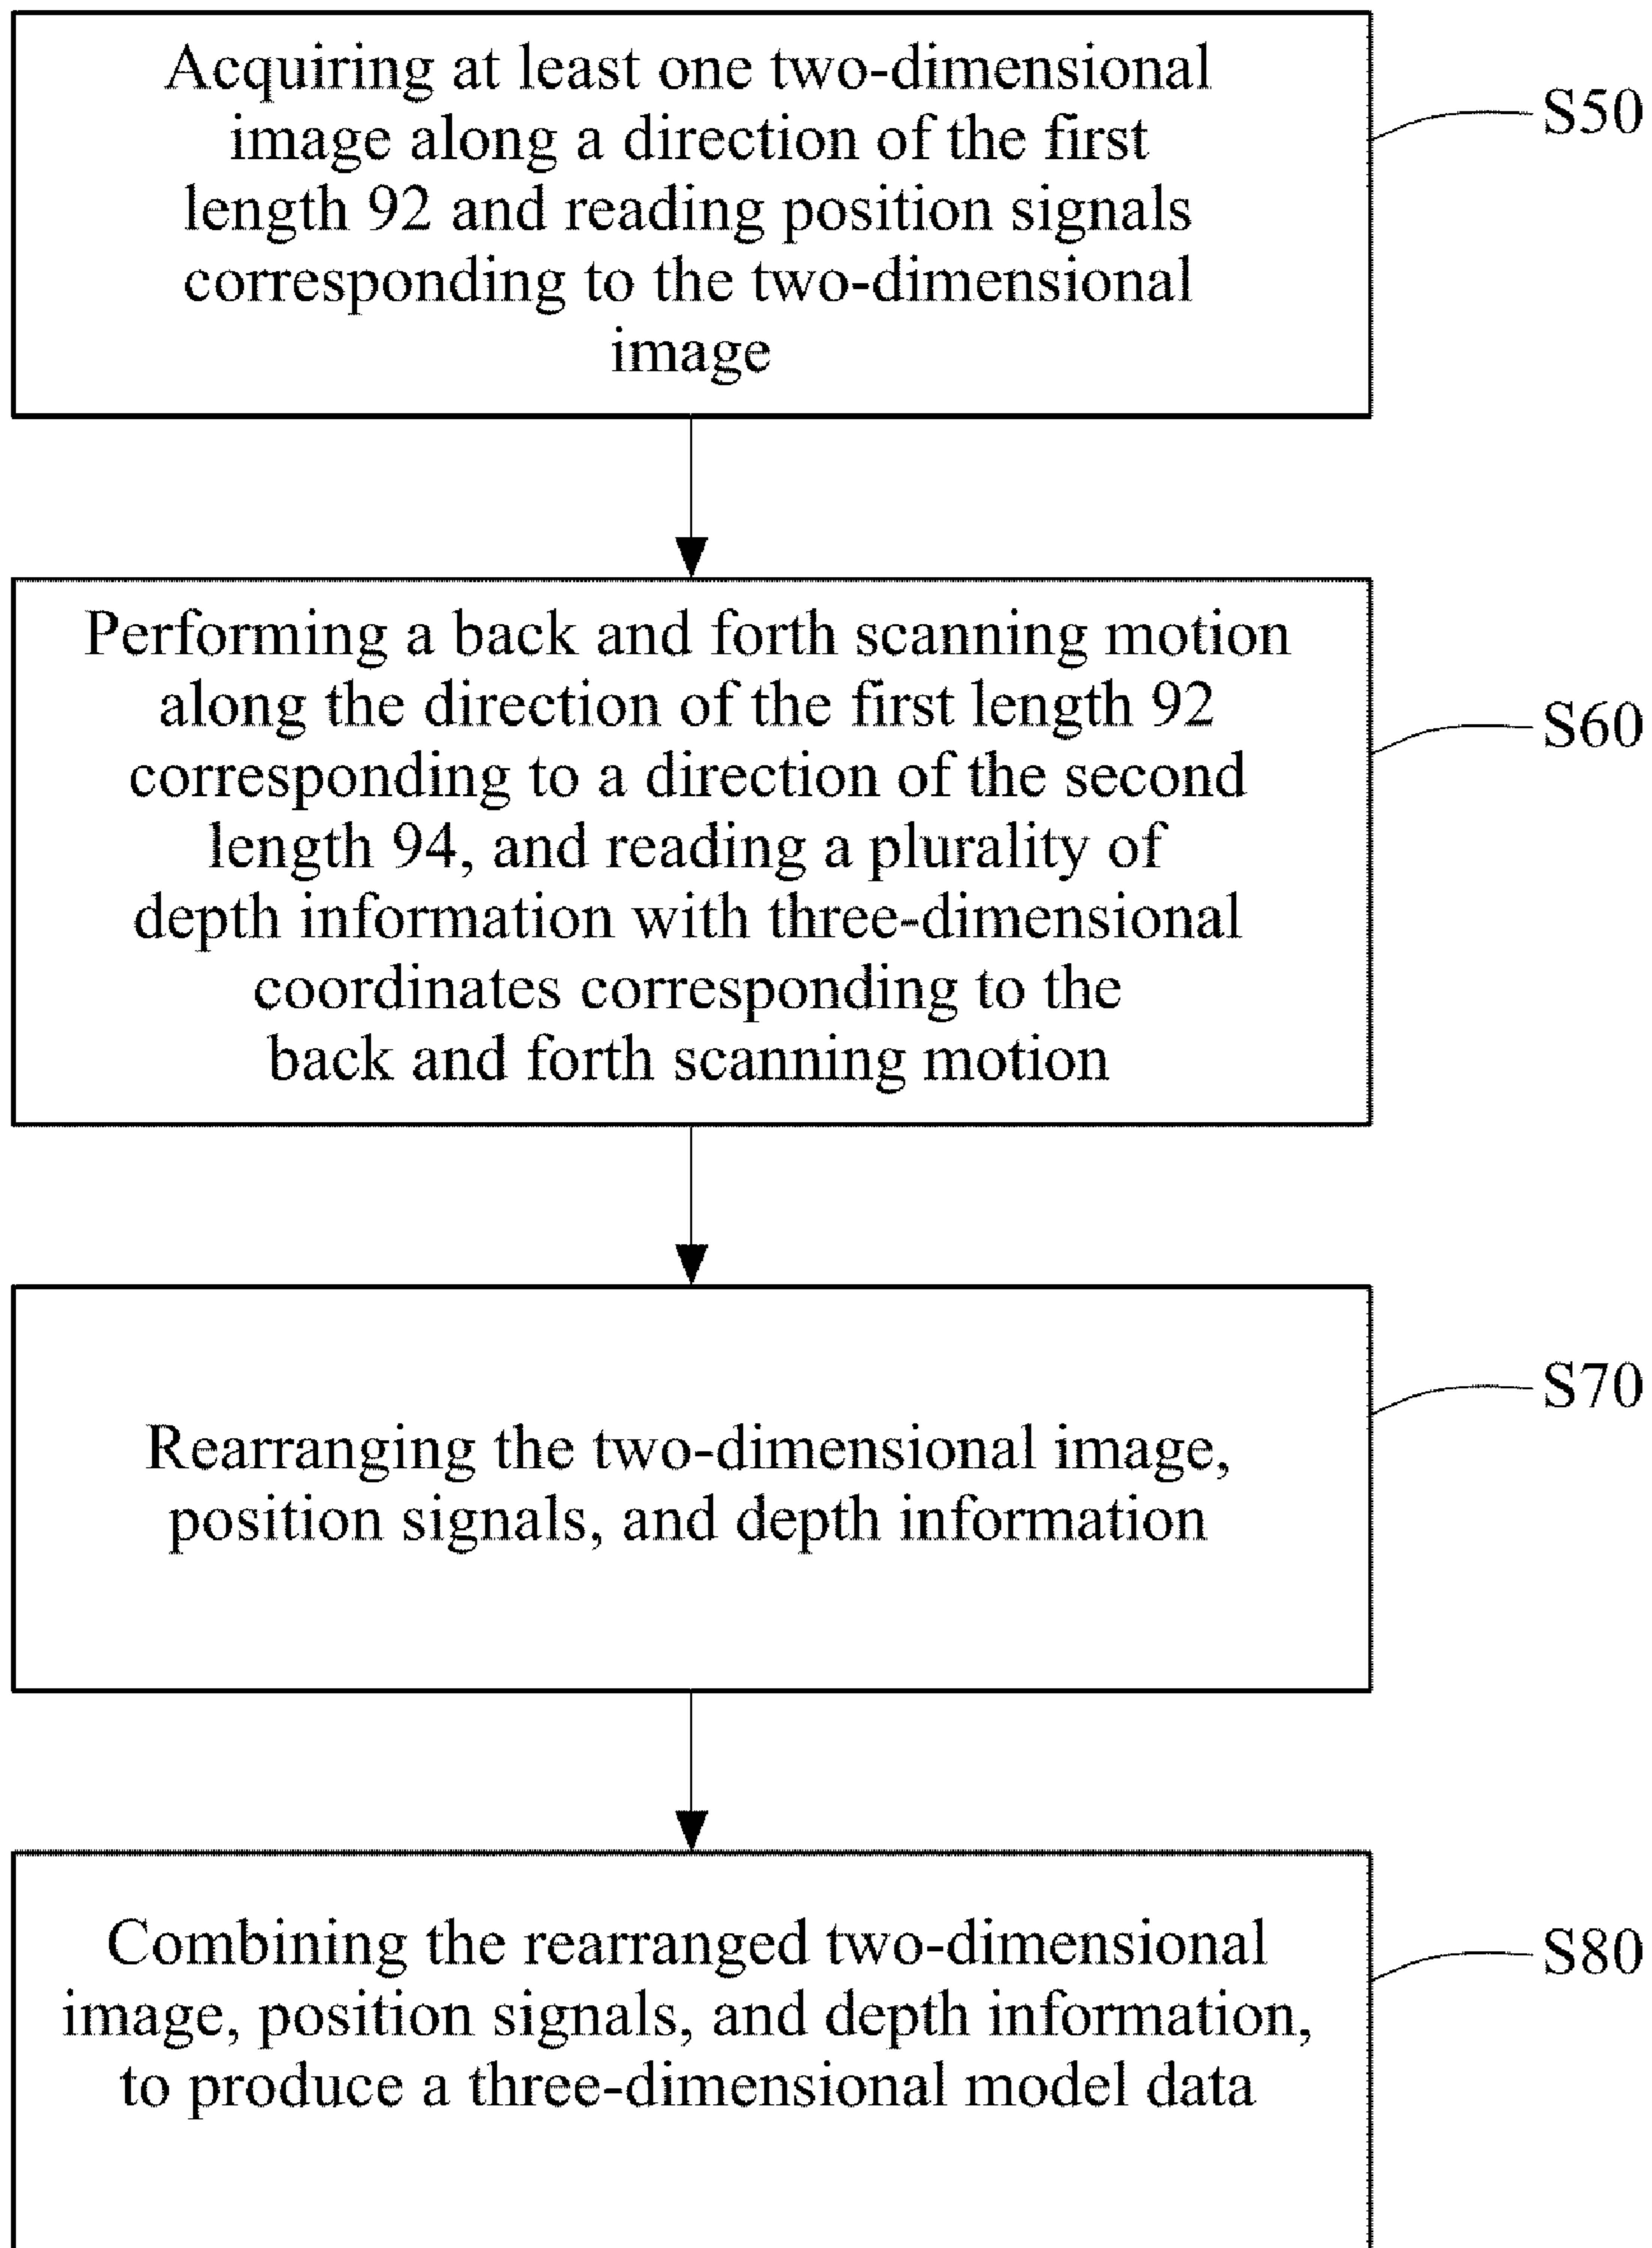 Acquiring at least one two-dimensional
image along a direction of the first
length 92 and reading position signals
corresponding to the two-dimensional
image
S50
Performing a back and forth scanning motion
along the direction of the first length 92
corresponding to a direction of the second
length 94, and reading a plurality of
depth information with three-dimensional
coordinates corresponding to the
back and forth scanning motion
S60
Rearranging the two-dimensional image,
position signals, and depth information
S70
Combining the rearranged two-dimensional
image, position signals, and depth information,
to produce a three-dimensional model data
S80